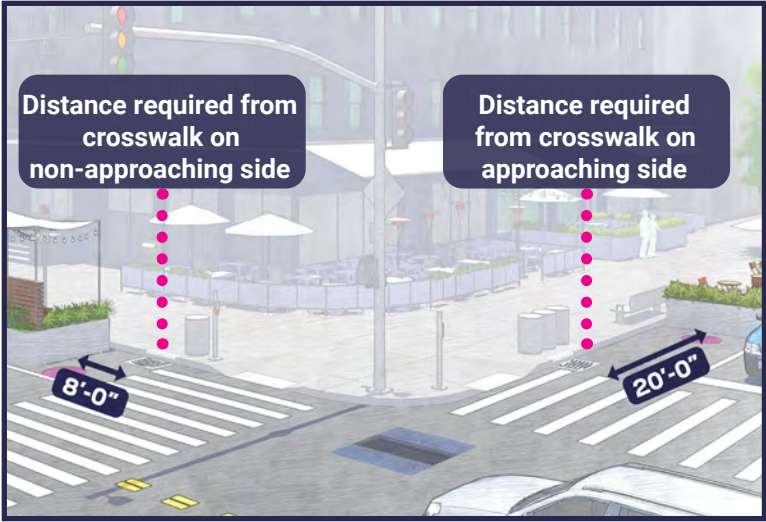 Distance required from
crosswalk on
non-approaching side
Distance required
from crosswalk on
approaching side
8'-0"
20'-0"